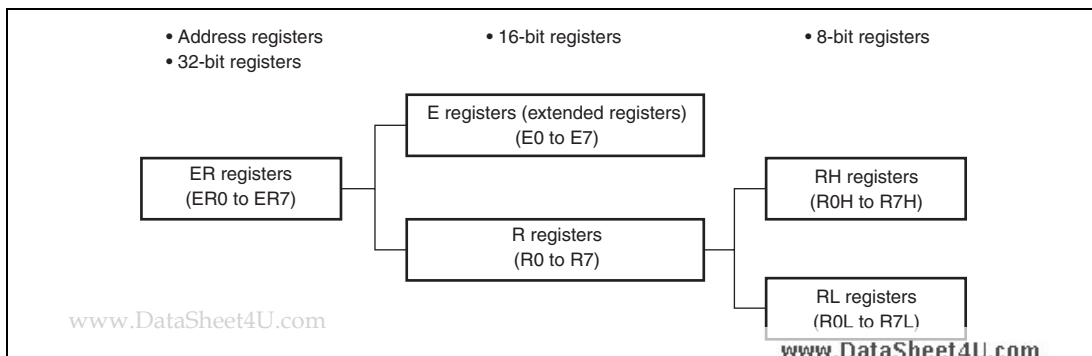 • Address registers
• 32-bit registers
• 16-bit registers
• 8-bit registers
E registers (extended registers)
(E0 to E7)
ER registers
(ER0 to ER7)
RH registers
(R0H to R7H)
R registers
(R0 to R7)
RL registers
(R0L to R7L)
www.DataSheet4U.com
www.DataSheet4U.com